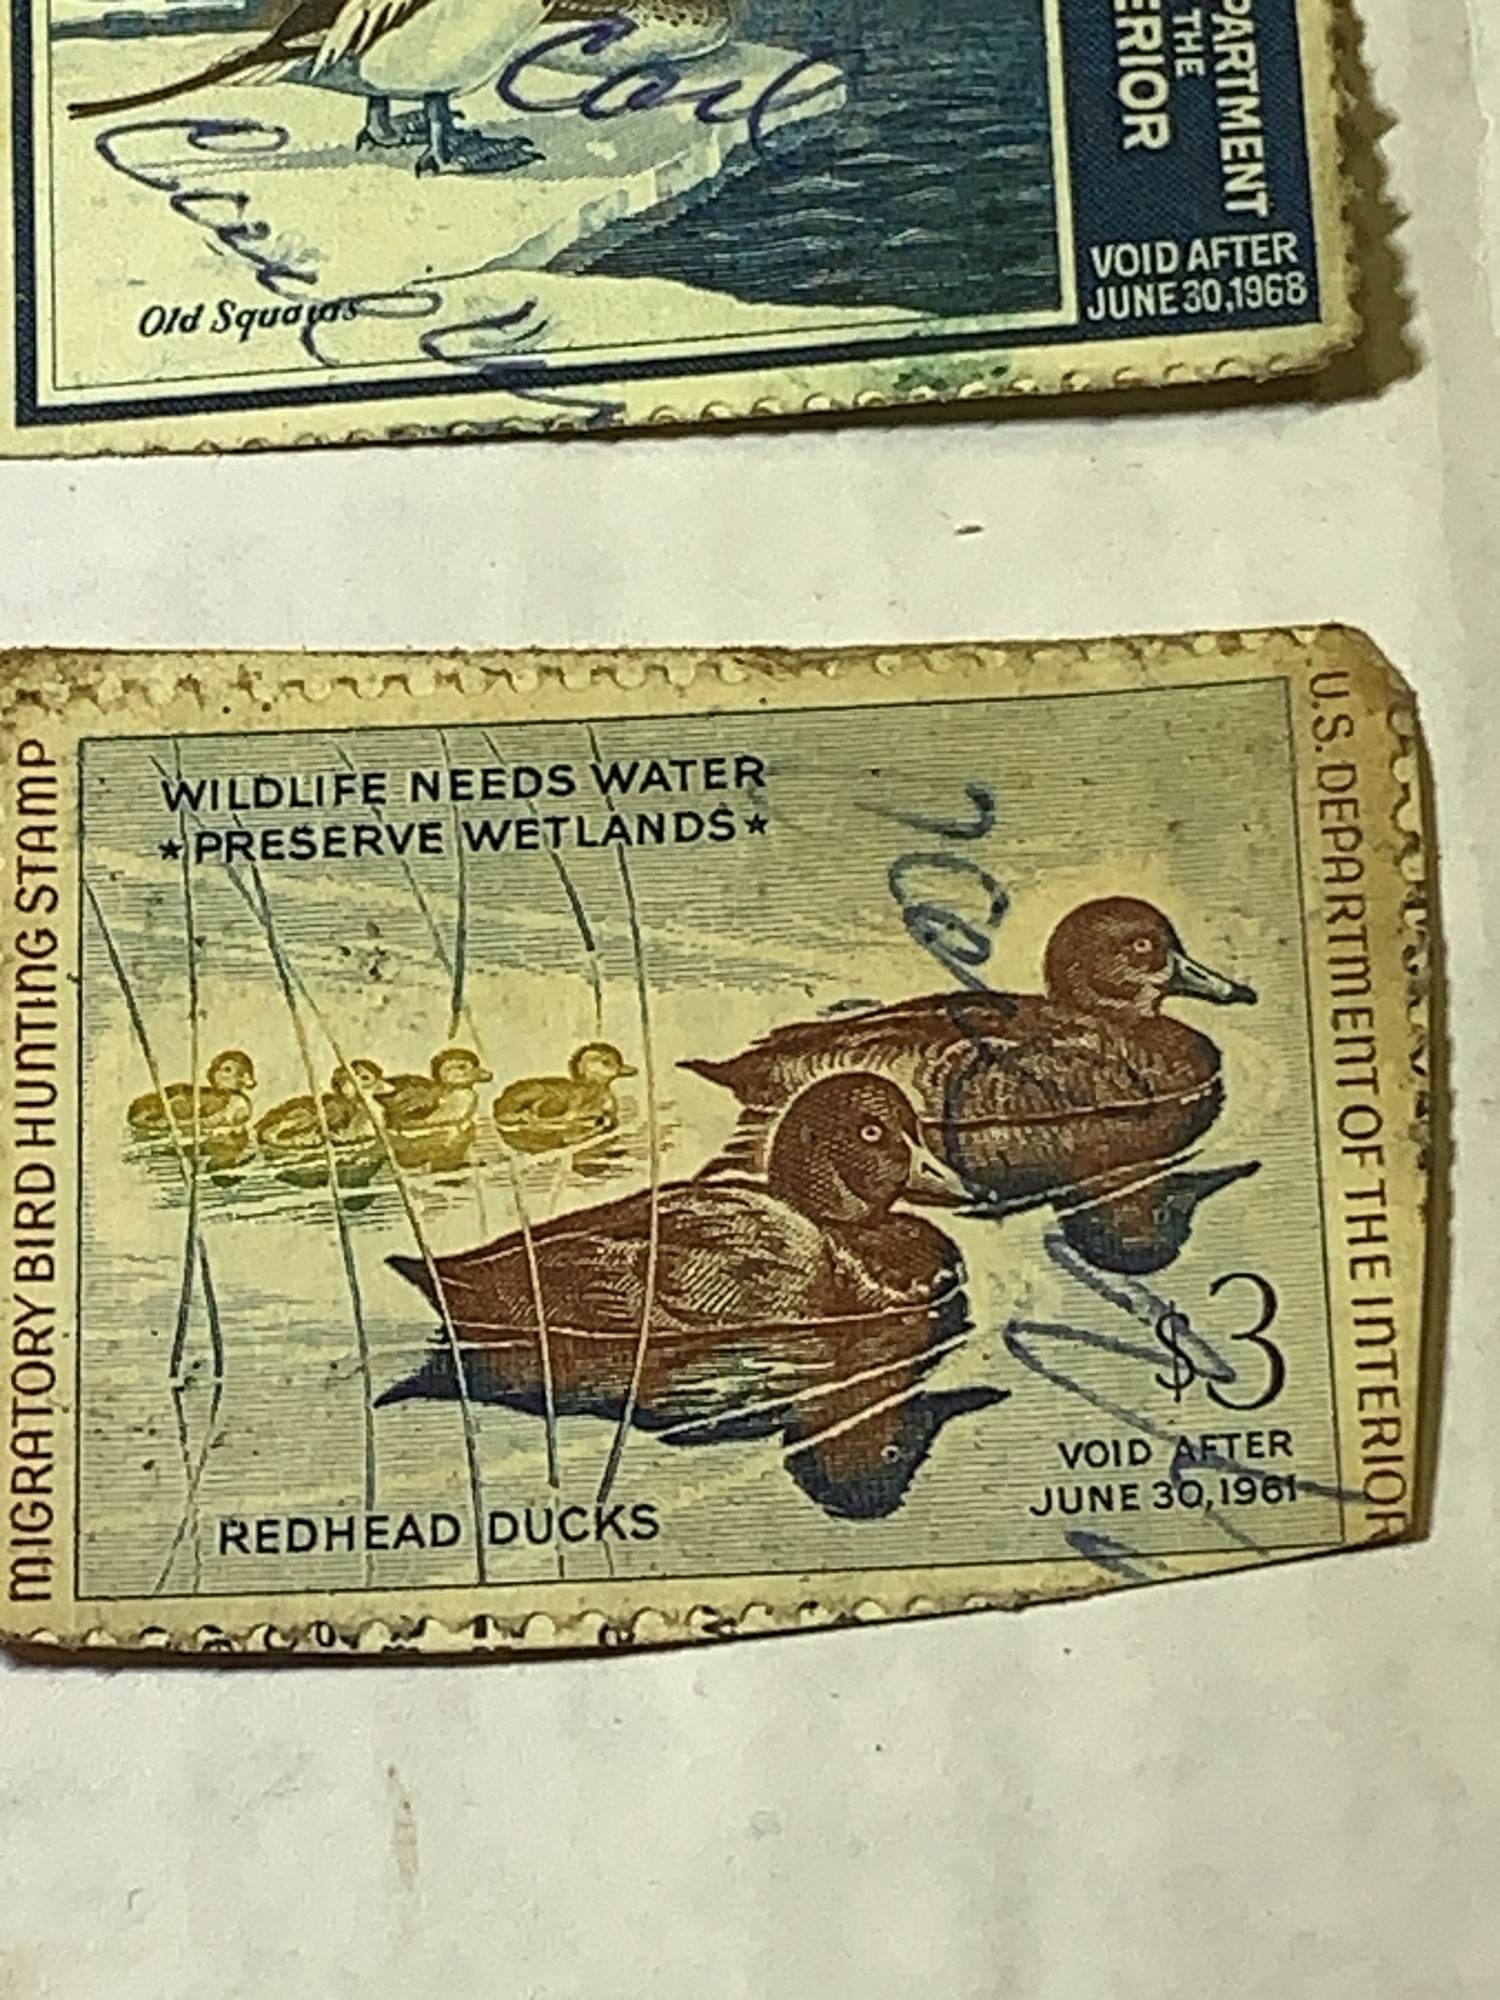 Carl
PARTMENT
THE
ERIOR
VOID AFTER
JUNE 30, 1968
Old Squaws
MIGRATORY BIRD HUNTING STAMP
WILDLIFE NEEDS WATER
★PRESERVE WETLANDS★
U.S. DEPARTMENT OF THE INTERIOR
$3
VOID AFTER
JUNE 30, 1961
REDHEAD DUCKS